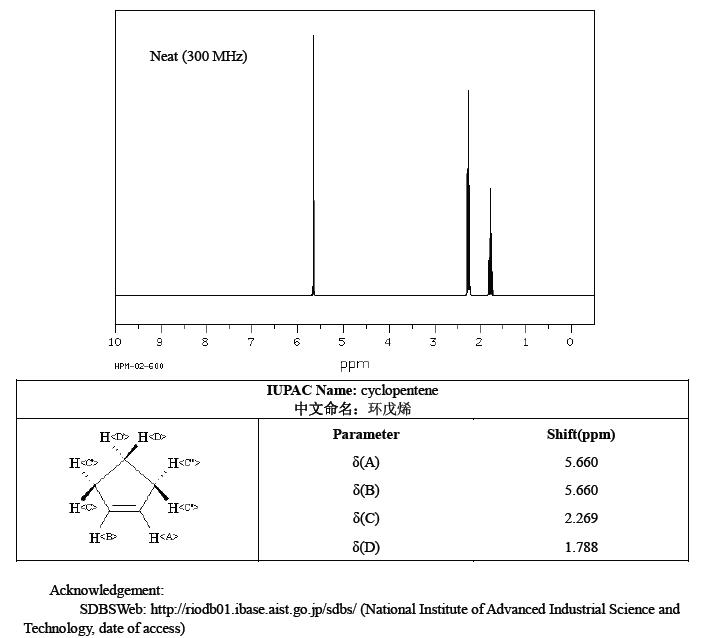 Neat (300 MHz)
10 9 8 7 6 5 4 3 2 1 0
HPM-02-600
ppm
IUPAC Name: cyclopentene
中文命名：环戊烯
Parameter Shift(ppm)
δ(A) 5.660
δ(B) 5.660
δ(C) 2.269
δ(D) 1.788
H<D'> H<D>
H<C'> H<C'''>
H<C> H<C''>
H<B> H<A>
Acknowledgement:
SDBSWeb: http://riodb01.ibase.aist.go.jp/sdbs/ (National Institute of Advanced Industrial Science and
Technology, date of access)